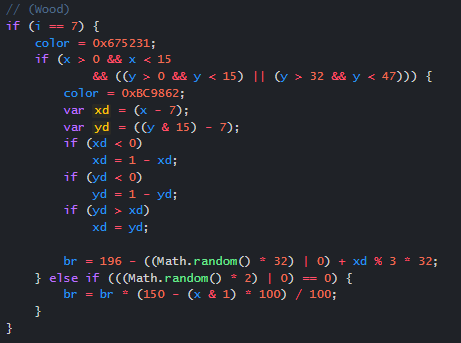 // (Wood)
if (i == 7) {
    color = 0x675231;
    if (x > 0 && x < 15
            && ((y > 0 && y < 15) || (y > 32 && y < 47))) {
        color = 0xBC9862;
        var xd = (x - 7);
        var yd = ((y & 15) - 7);
        if (xd < 0)
            xd = 1 - xd;
        if (yd < 0)
            yd = 1 - yd;
        if (yd > xd)
            xd = yd;

        br = 196 - ((Math.random() * 32) | 0) + xd % 3 * 32;
    } else if (((Math.random() * 2) | 0) == 0) {
        br = br * (150 - (x & 1) * 100) / 100;
    }
}